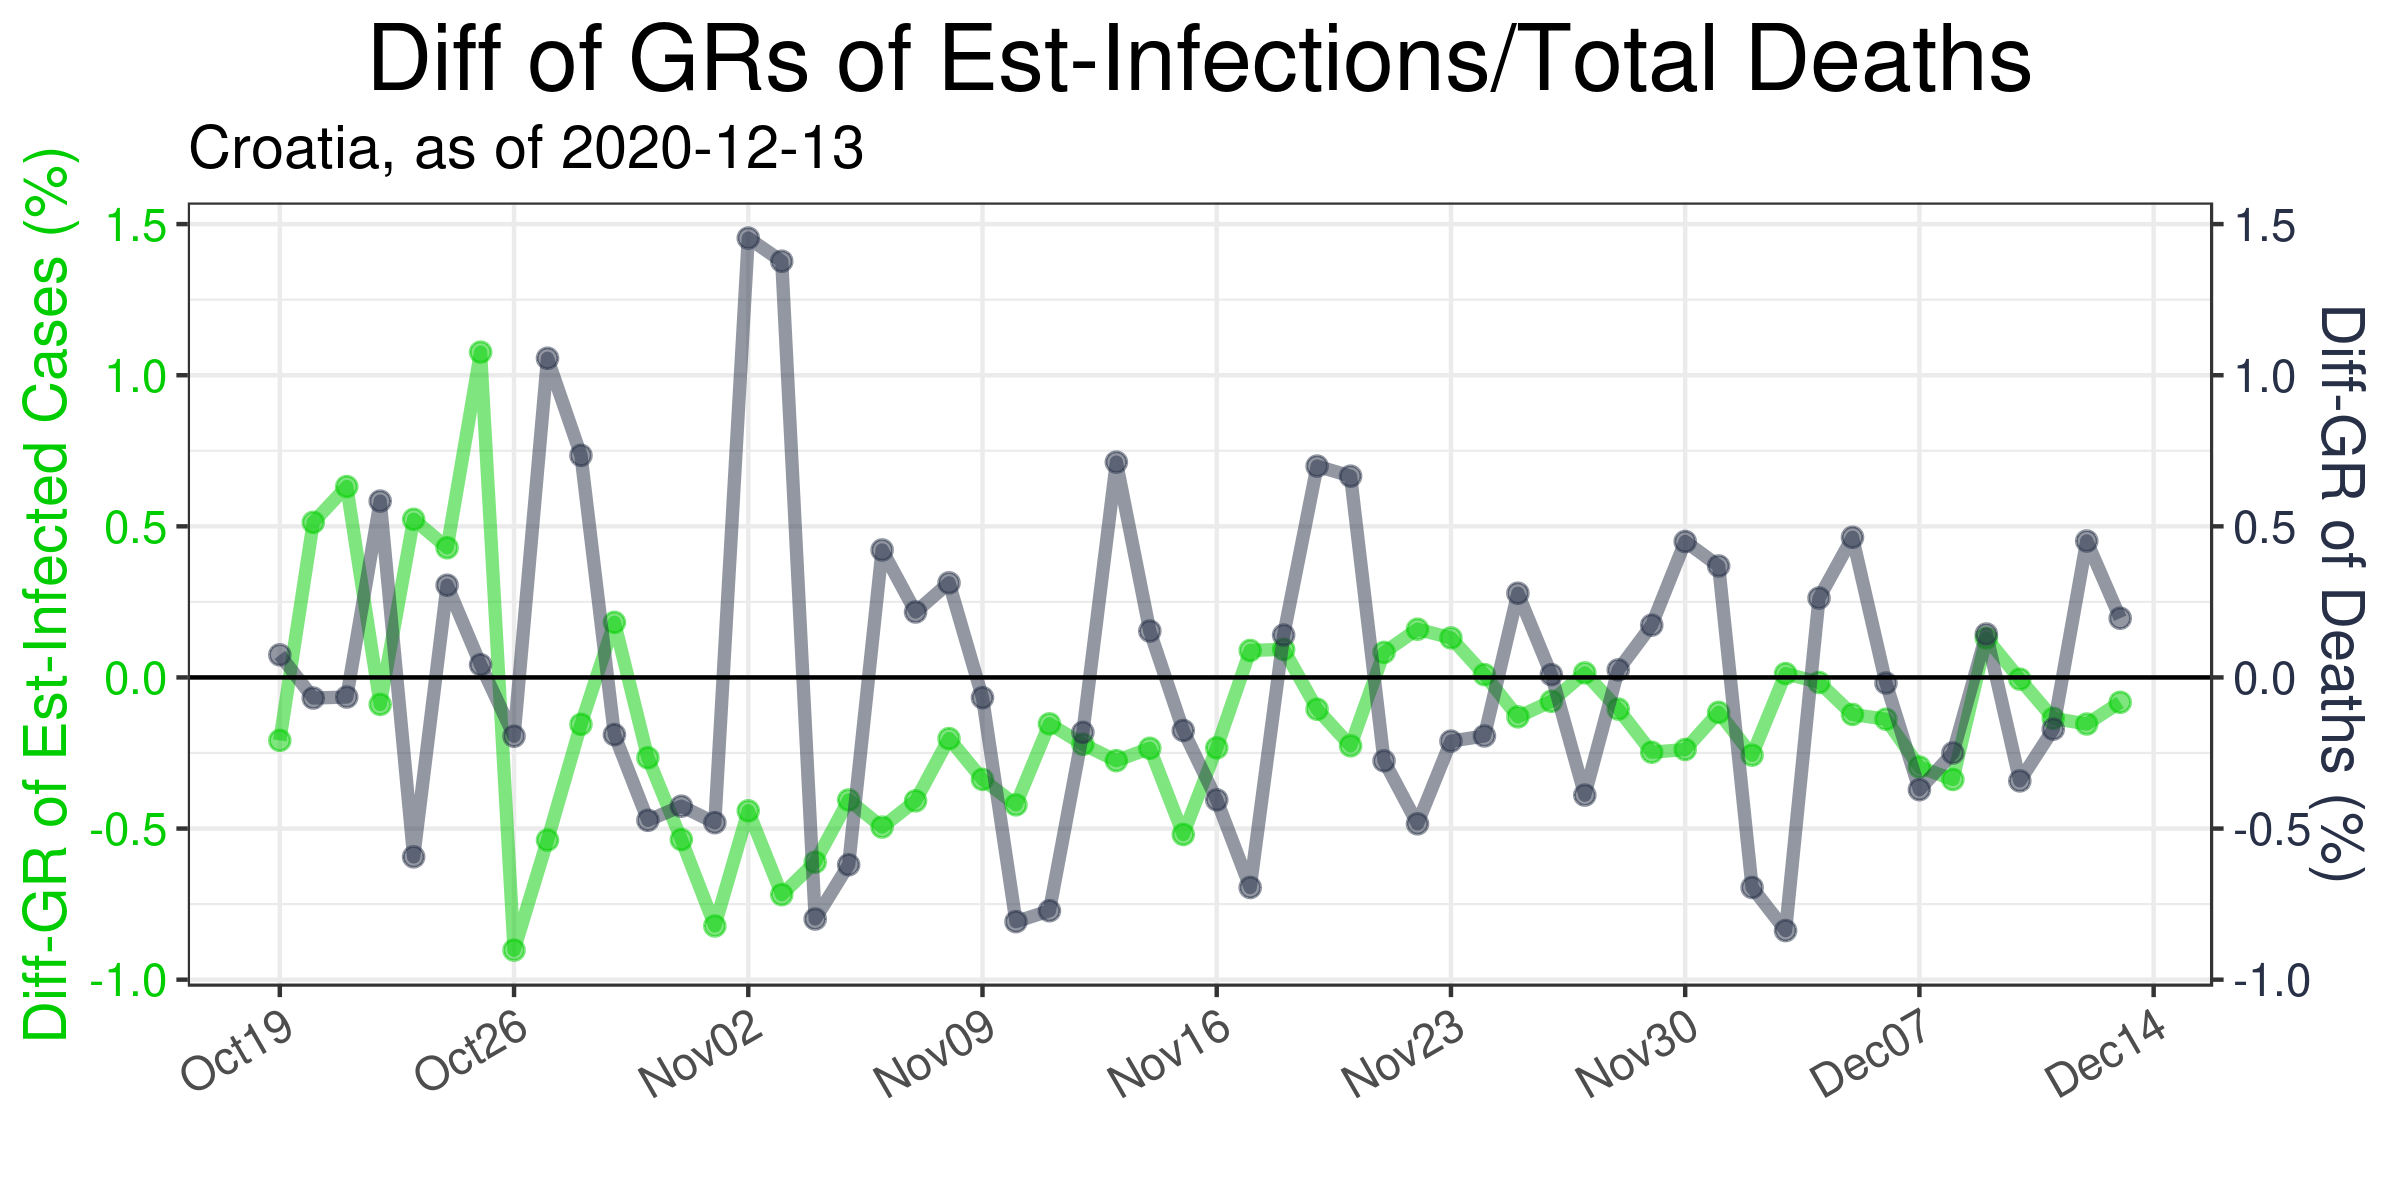 Diff of GRs of Est-Infections/Total Deaths
Croatia, as of 2020-12-13
Diff-GR of Est-Infected Cases (%)
1.5
1.0
0.5
0.0
-0.5
-1.0
1.5
1.0
0.5
0.0
-0.5
-1.0
Diff-GR of Deaths (%)
Oct19
Oct26
Nov02
Nov09
Nov16
Nov23
Nov30
Dec07
Dec14